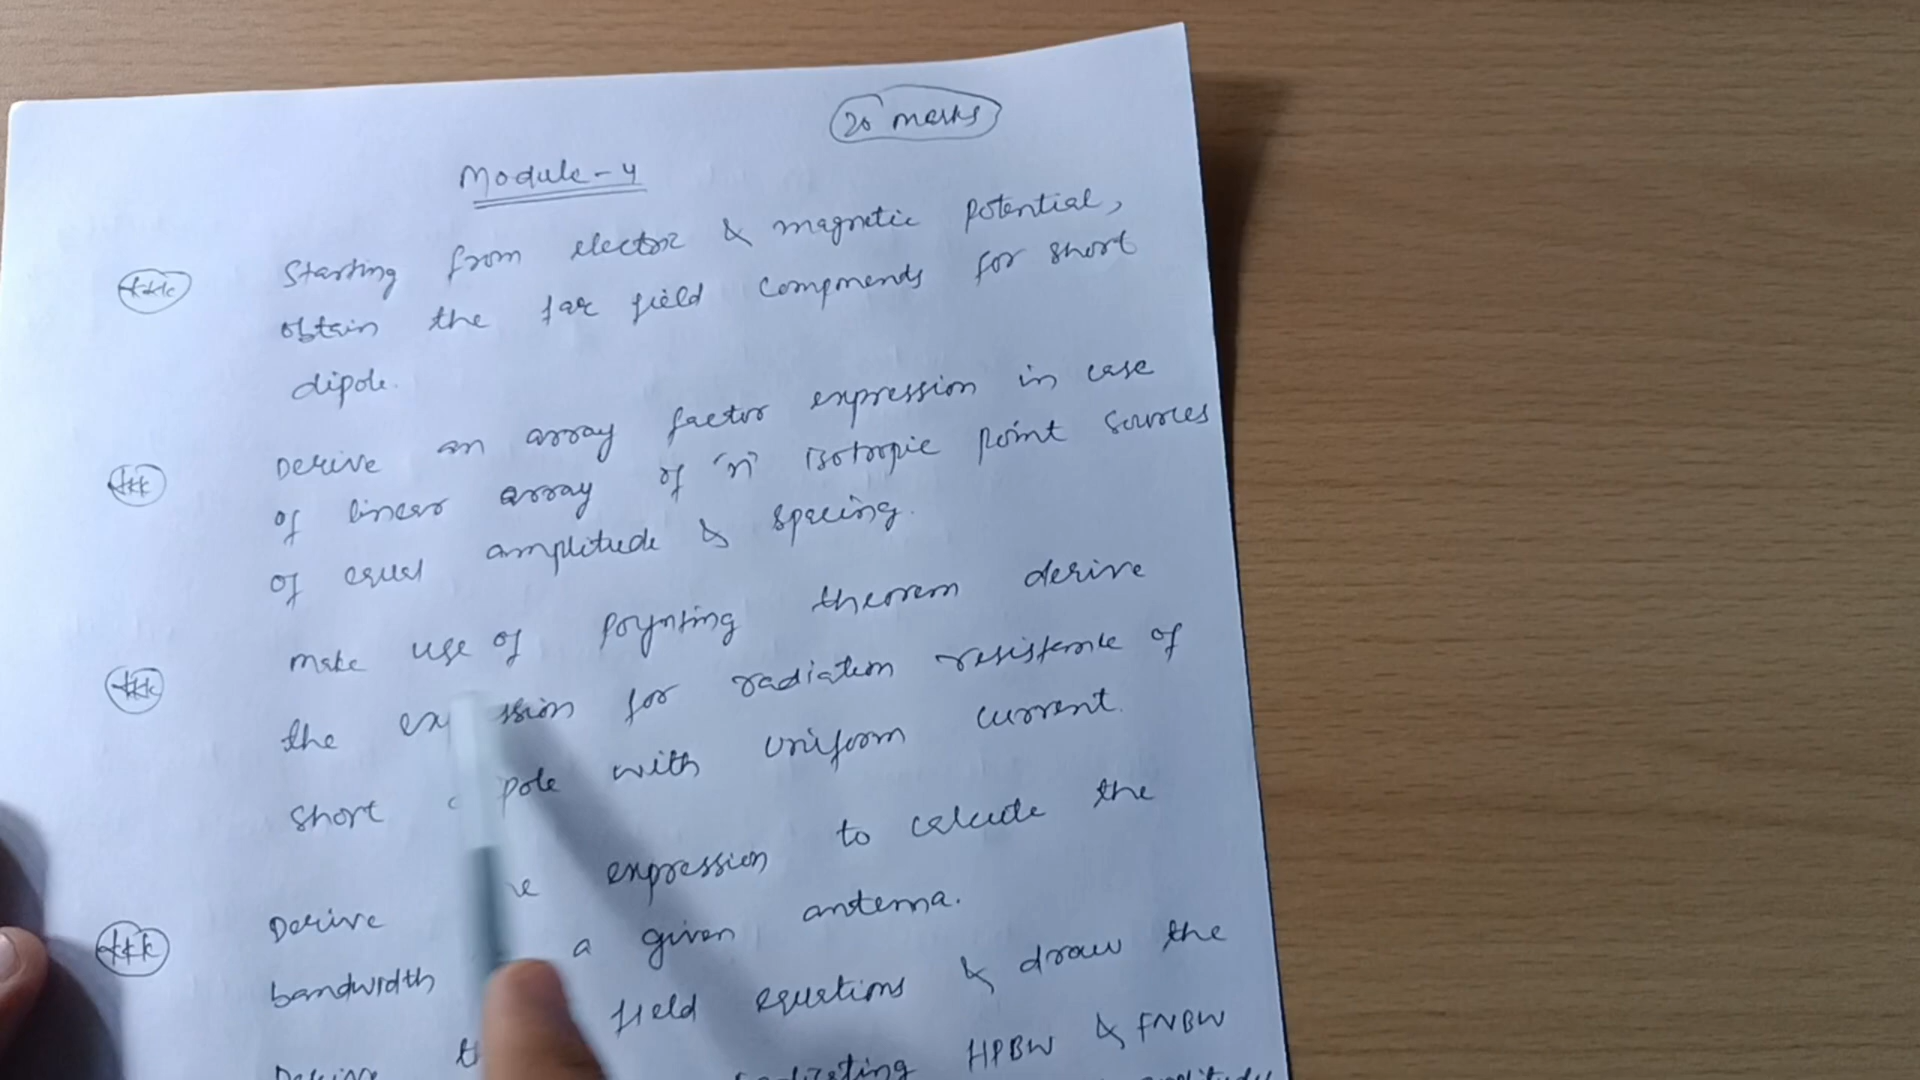 20 marks
Module-4
*** Starting from electric & magnetic potential,
obtain the far field components for short
dipole.
*** Derive an array factor expression in case
of linear array of 'n' isotropic point sources
of equal amplitude & spacing.
*** make use of Poynting theorem derive
the for radiation resistance of
short with uniform current.
*** Derive expression to calculate the
bandwidth a given antenna.
Derive field equations & draw the
HPBW & FNBW